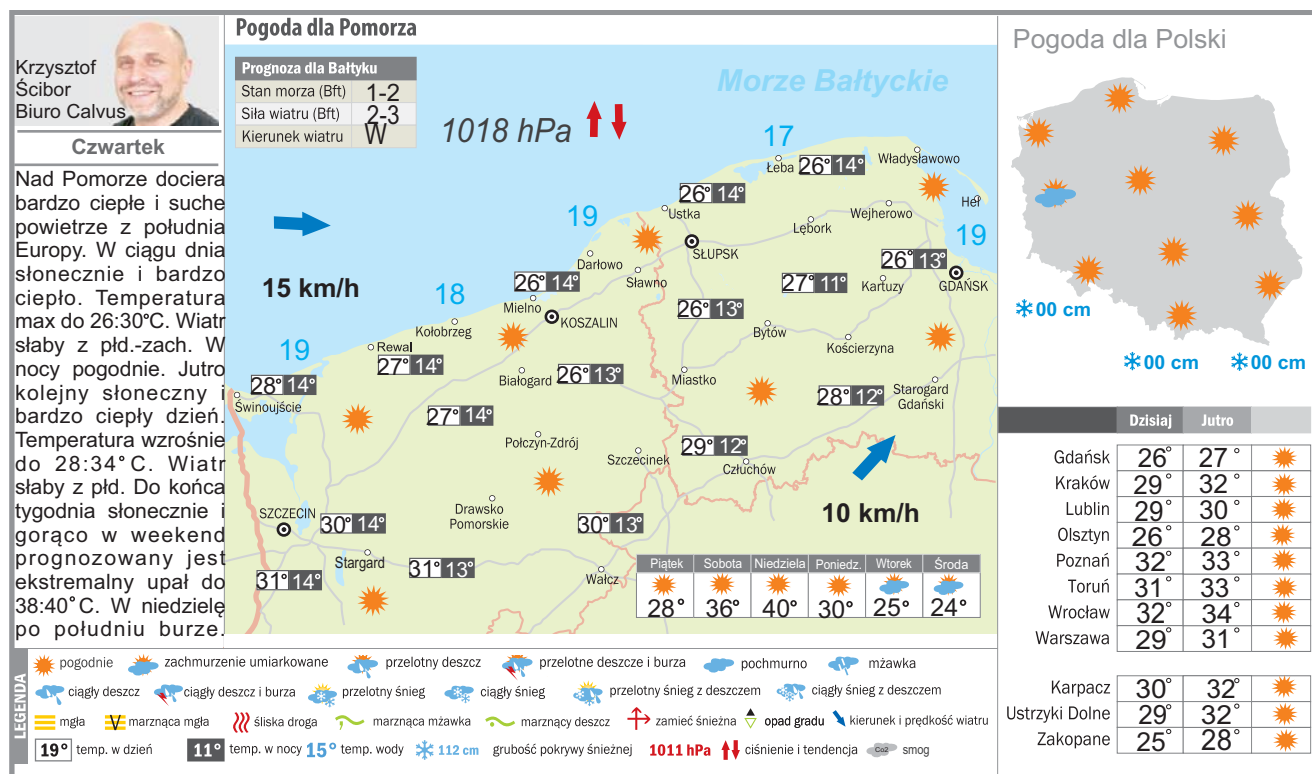 Krzysztof
Ścibor
Biuro Calvus
Czwartek
Nad Pomorze dociera
bardzo ciepłe i suche
powietrze z południa
Europy. W ciągu dnia
słonecznie i bardzo
ciepło. Temperatura
max do 26:30°C. Wiatr
słaby z płd.-zach. W
nocy pogodnie. Jutro
kolejny słoneczny i
bardzo ciepły dzień.
Temperatura wzrośnie
do 28:34°C. Wiatr
słaby z płd. Do końca
tygodnia słonecznie i
gorąco w weekend
prognozowany jest
ekstremalny upał do
38:40°C. W niedzielę
po południu burze.
Pogoda dla Pomorza
Prognoza dla Bałtyku
Stan morza (Bft) 1-2
Siła wiatru (Bft) 2-3
Kierunek wiatru W
Morze Bałtyckie
1018 hPa
17
Łeba
26° 14°
Władysławowo
26° 14°
Ustka
Wejherowo
Hel
19
Lębork
19
SŁUPSK
26° 13°
GDAŃSK
Darłowo
15 km/h
26° 14°
Sławno
27° 11°
Kartuzy
18
Mielno
KOSZALIN
26° 13°
Kołobrzeg
Bytów
Kościerzyna
19
Rewal
27° 14°
Białogard
26° 13°
Miastko
28° 14°
Świnoujście
28° 12°
Starogard
Gdański
27° 14°
Połczyn-Zdrój
29° 12°
Szczecinek
Człuchów
Drawsko
Pomorskie
10 km/h
SZCZECIN
30° 14°
30° 13°
Stargard
31° 13°
31° 14°
Wałcz
Piątek Sobota Niedziela Poniedz. Wtorek Środa
28° 36° 40° 30° 25° 24°
Pogoda dla Polski
00 cm
00 cm
00 cm
Dzisiaj Jutro
Gdańsk 26° 27°
Kraków 29° 32°
Lublin 29° 30°
Olsztyn 26° 28°
Poznań 32° 33°
Toruń 31° 33°
Wrocław 32° 34°
Warszawa 29° 31°
Karpacz 30° 32°
Ustrzyki Dolne 29° 32°
Zakopane 25° 28°
LEGENDA
pogodnie zachmurzenie umiarkowane przelotny deszcz przelotne deszcze i burza pochmurno mżawka
ciągły deszcz ciągły deszcz i burza przelotny śnieg ciągły śnieg przelotny śnieg z deszczem ciągły śnieg z deszczem
mgła marznąca mgła śliska droga marznąca mżawka marznący deszcz zamieć śnieżna opad gradu kierunek i prędkość wiatru
19° temp. w dzień 11° temp. w nocy 15° temp. wody 112 cm grubość pokrywy śnieżnej 1011 hPa ciśnienie i tendencja Co2 smog